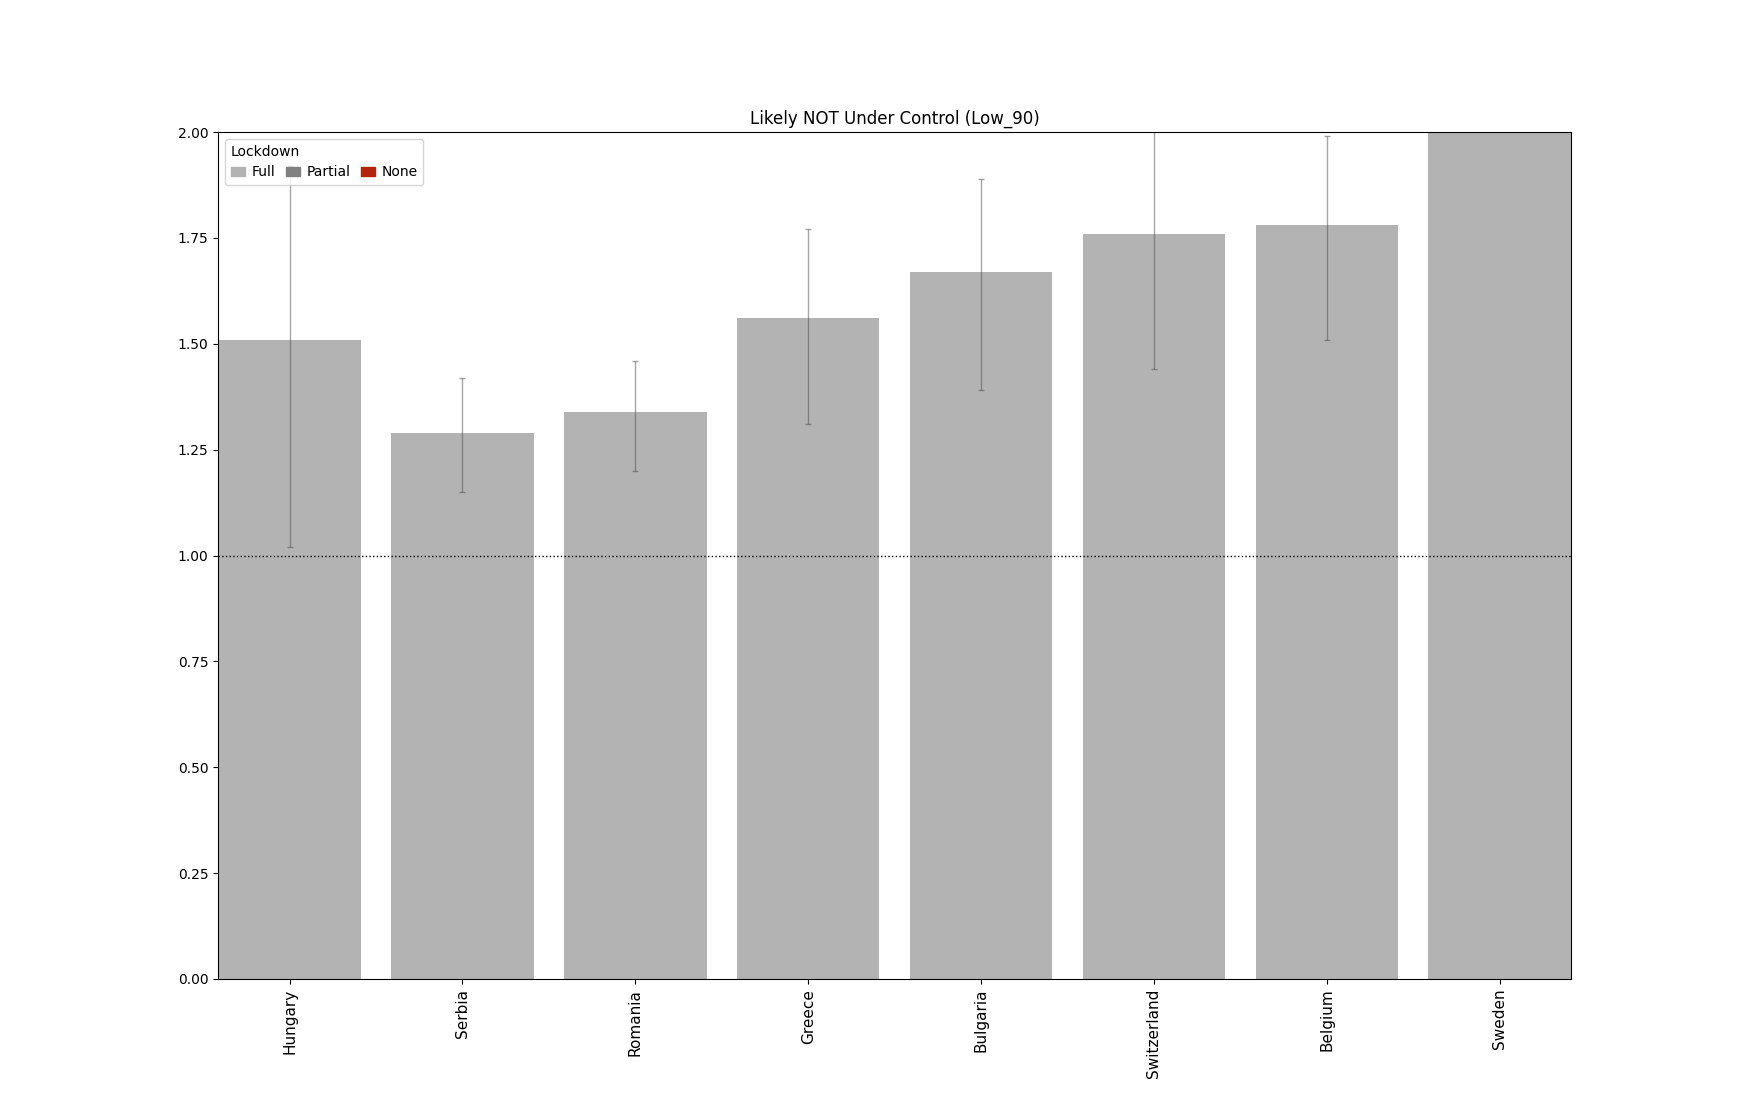 Likely NOT Under Control (Low_90)
Lockdown
Full Partial None
2.00
1.75
1.50
1.25
1.00
0.75
0.50
0.25
0.00
Hungary
Serbia
Romania
Greece
Bulgaria
Switzerland
Belgium
Sweden